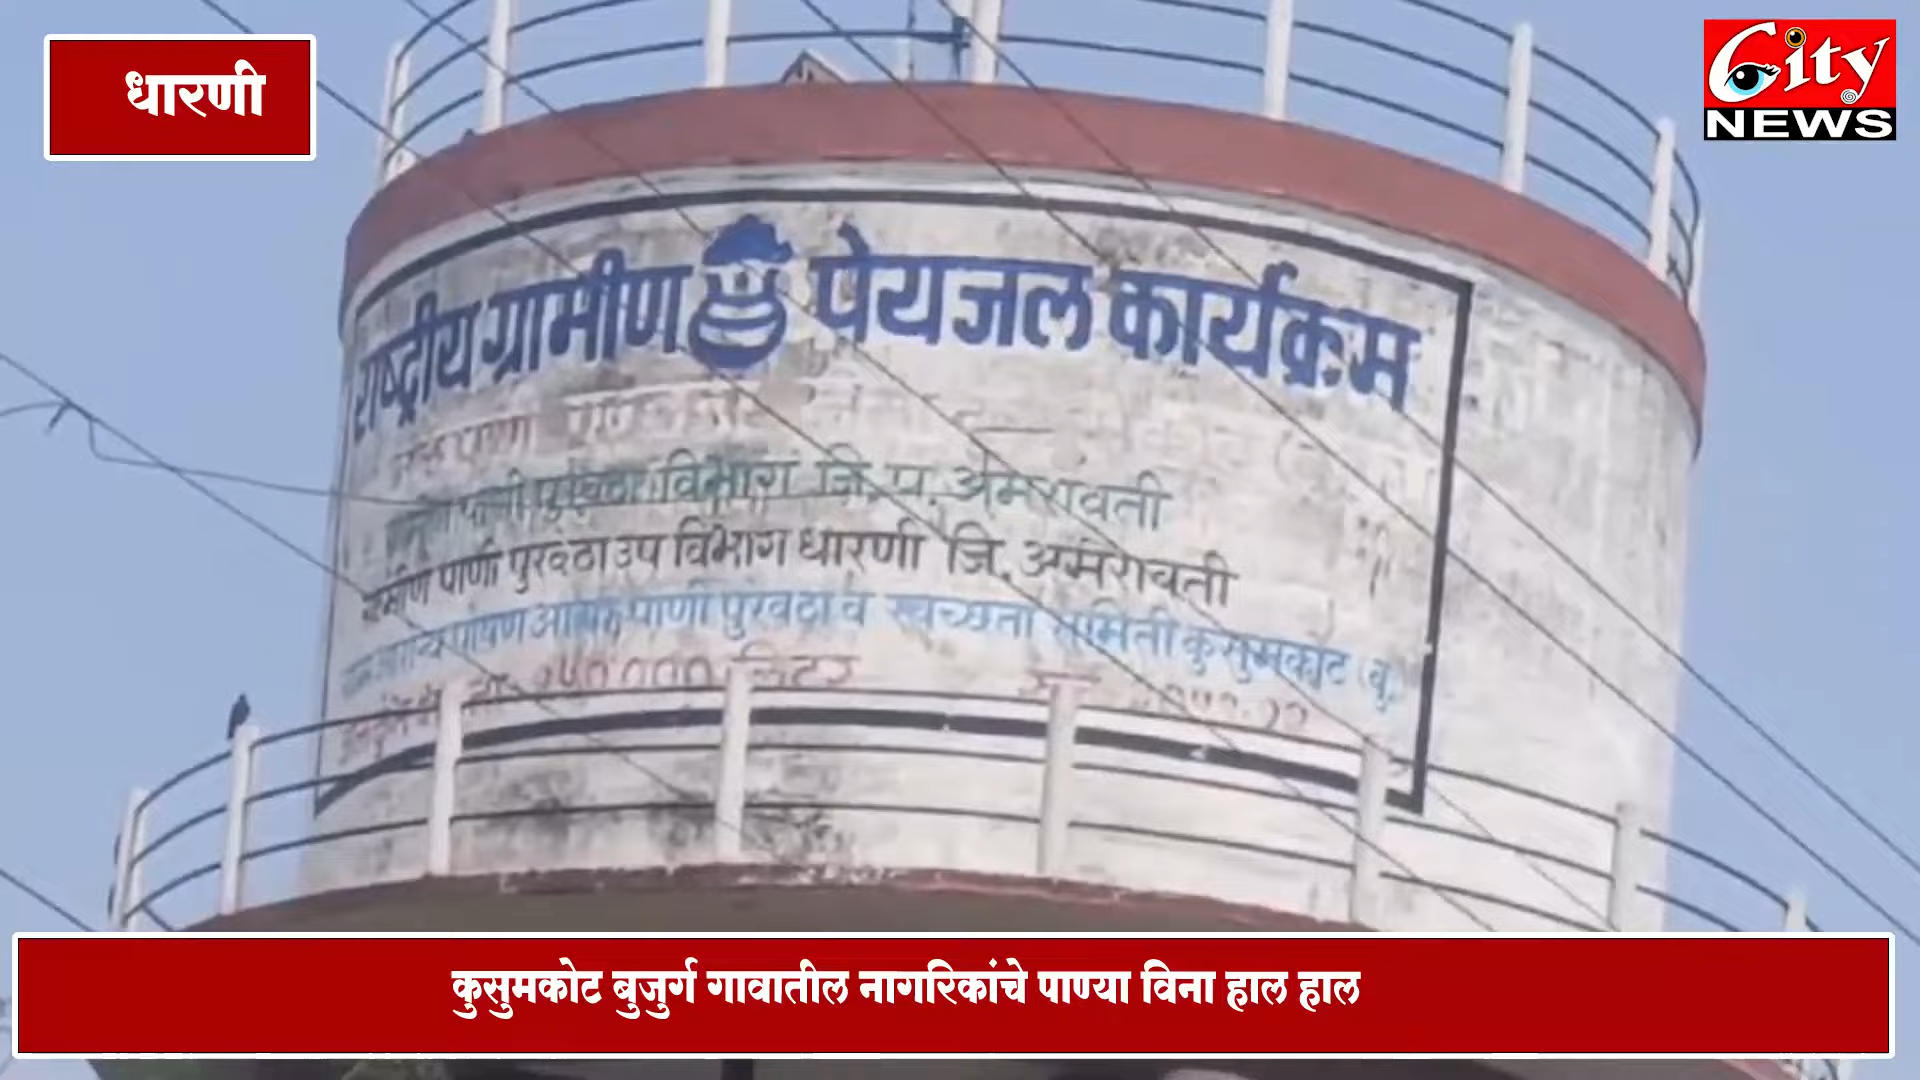 धारणी
City
NEWS
राष्ट्रीय ग्रामीण पेयजल कार्यक्रम
ग्रामीण पाणी पुरवठा विभाग जि. प. अमरावती
ग्रामीण पाणी पुरवठा उप विभाग धारणी जि. अमरावती
पाणी पुरवठा व स्वच्छता समिती कुसुमकोट (बु.)
लिटर
कुसुमकोट बुजुर्ग गावातील नागरिकांचे पाण्या विना हाल हाल